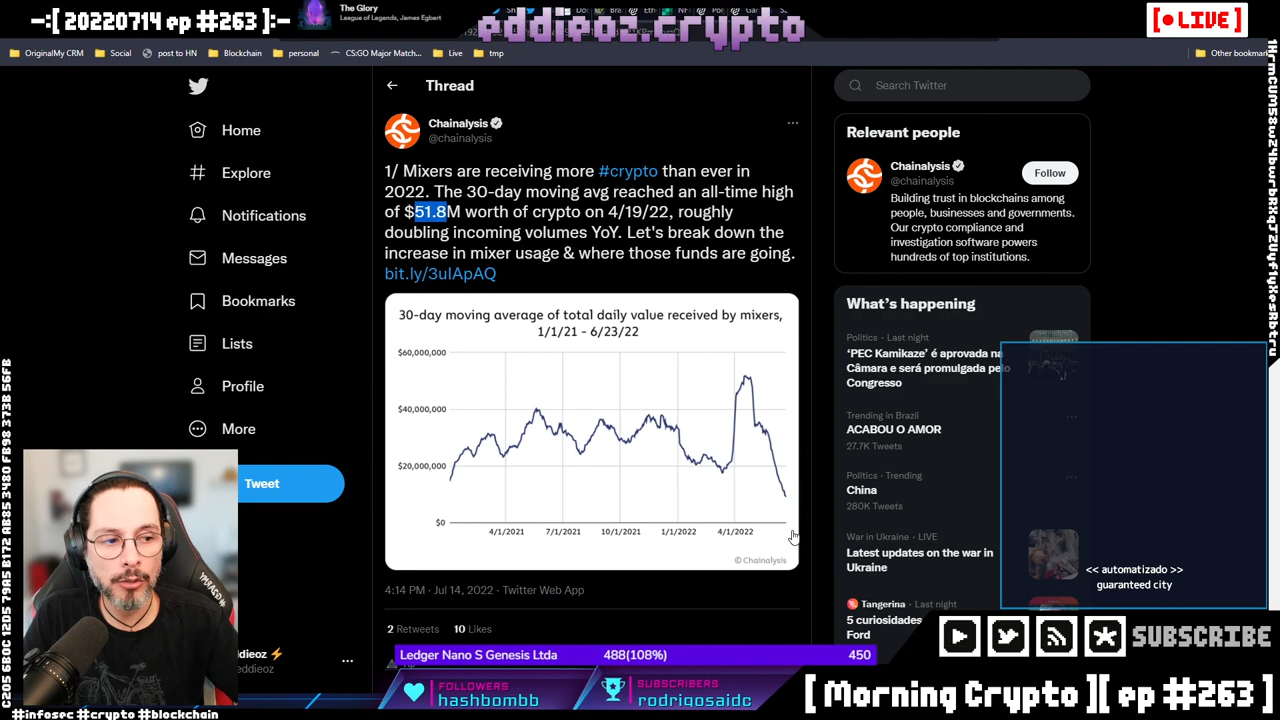 -:[ 20220714 ep #263 ]:-
The Glory
League of Legends, James Egbert
eddieoz.crypto
[ LIVE ]
OriginalMy CRM
Social
post to HN
Blockchain
personal
CS:GO Major Match...
Live
tmp
Other bookmar
Home
Explore
Notifications
Messages
Bookmarks
Lists
Profile
More
Tweet
ddieoz
eddieoz
Thread
Chainalysis
@chainalysis
1/ Mixers are receiving more #crypto than ever in
2022. The 30-day moving avg reached an all-time high
of $51.8M worth of crypto on 4/19/22, roughly
doubling incoming volumes YoY. Let's break down the
increase in mixer usage & where those funds are going.
bit.ly/3uIApAQ
30-day moving average of total daily value received by mixers,
1/1/21 - 6/23/22
$60,000,000
$40,000,000
$20,000,000
$0
4/1/2021
7/1/2021
10/1/2021
1/1/2022
4/1/2022
© Chainalysis
4:14 PM · Jul 14, 2022 · Twitter Web App
2 Retweets
10 Likes
Search Twitter
Relevant people
Chainalysis
@chainalysis
Follow
Building trust in blockchains among
people, businesses and governments.
Our crypto compliance and
investigation software powers
hundreds of top institutions.
What's happening
Politics · Last night
'PEC Kamikaze' é aprovada na
Câmara e será promulgada pelo
Congresso
Trending in Brazil
ACABOU O AMOR
27.7K Tweets
Politics · Trending
China
280K Tweets
War in Ukraine · LIVE
Latest updates on the war in
Ukraine
Tangerina · Last night
5 curiosidades
Ford
<< automatizado >>
guaranteed city
SUBSCRIBE
Ledger Nano S Genesis Ltda
488(108%)
450
FOLLOWERS
hashbombb
SUBSCRIBERS
rodrigosaidc
[ Morning Crypto ][ ep #263 ]
#infosec #crypto #blockchain